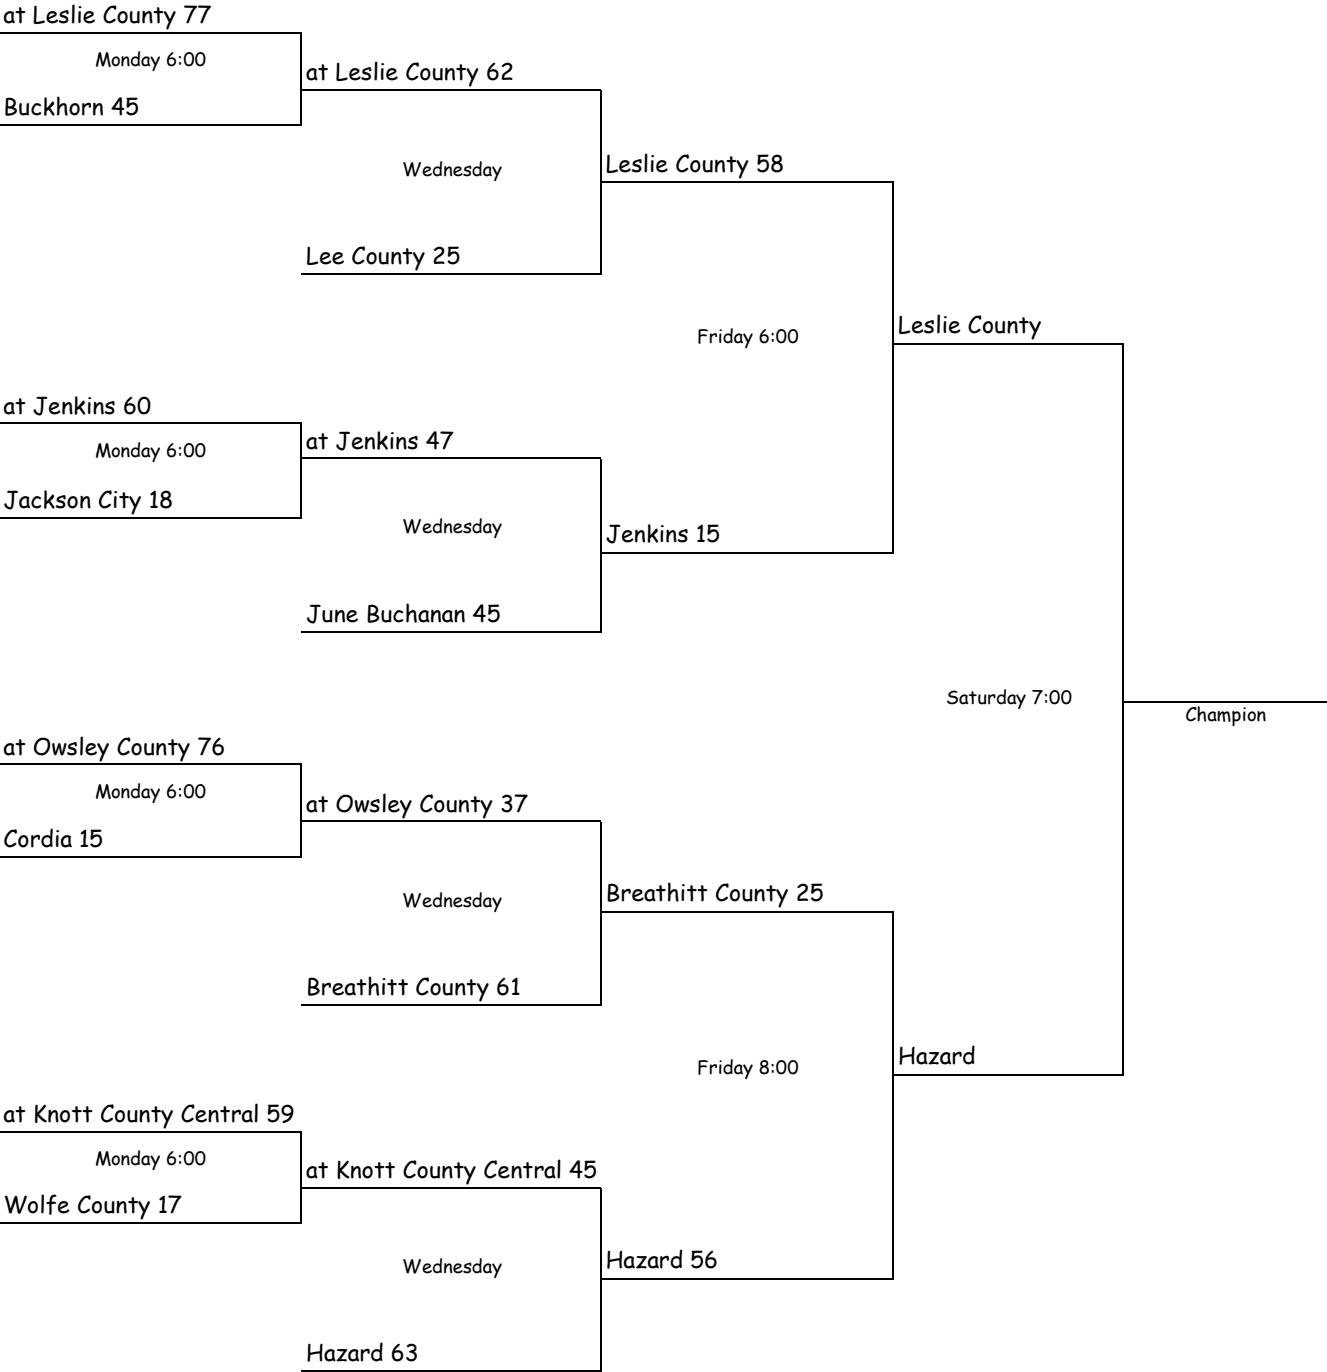 at Leslie County 77
Monday 6:00
at Leslie County 62
Buckhorn 45
Wednesday
Leslie County 58
Lee County 25
Friday 6:00
Leslie County
at Jenkins 60
Monday 6:00
at Jenkins 47
Jackson City 18
Wednesday
Jenkins 15
June Buchanan 45
Saturday 7:00
Champion
at Owsley County 76
Monday 6:00
at Owsley County 37
Cordia 15
Wednesday
Breathitt County 25
Breathitt County 61
Friday 8:00
Hazard
at Knott County Central 59
Monday 6:00
at Knott County Central 45
Wolfe County 17
Wednesday
Hazard 56
Hazard 63